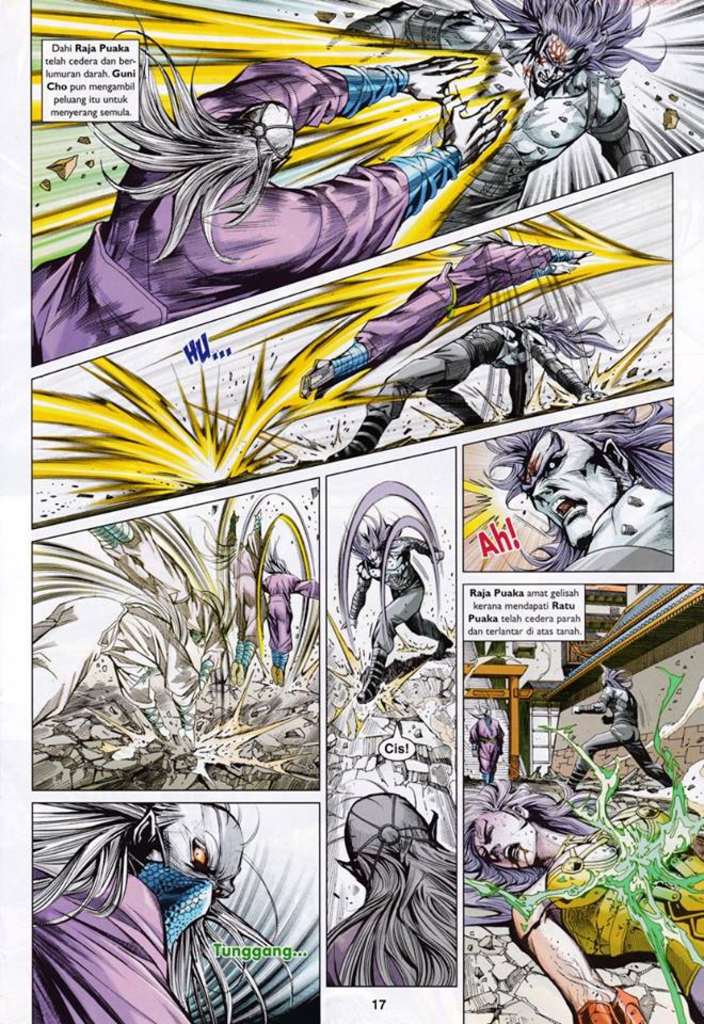 Dahi Raja Puaka
telah cedera dan ber-
lumuran darah. Guni
Cho pun mengambil
peluang itu untuk
menyerang semula.
HU...
Ah!
Raja Puaka amat gelisah
kerana mendapati Ratu
Puaka telah cedera parah
dan terlantar di atas tanah.
Cis!
Tunggang...
17